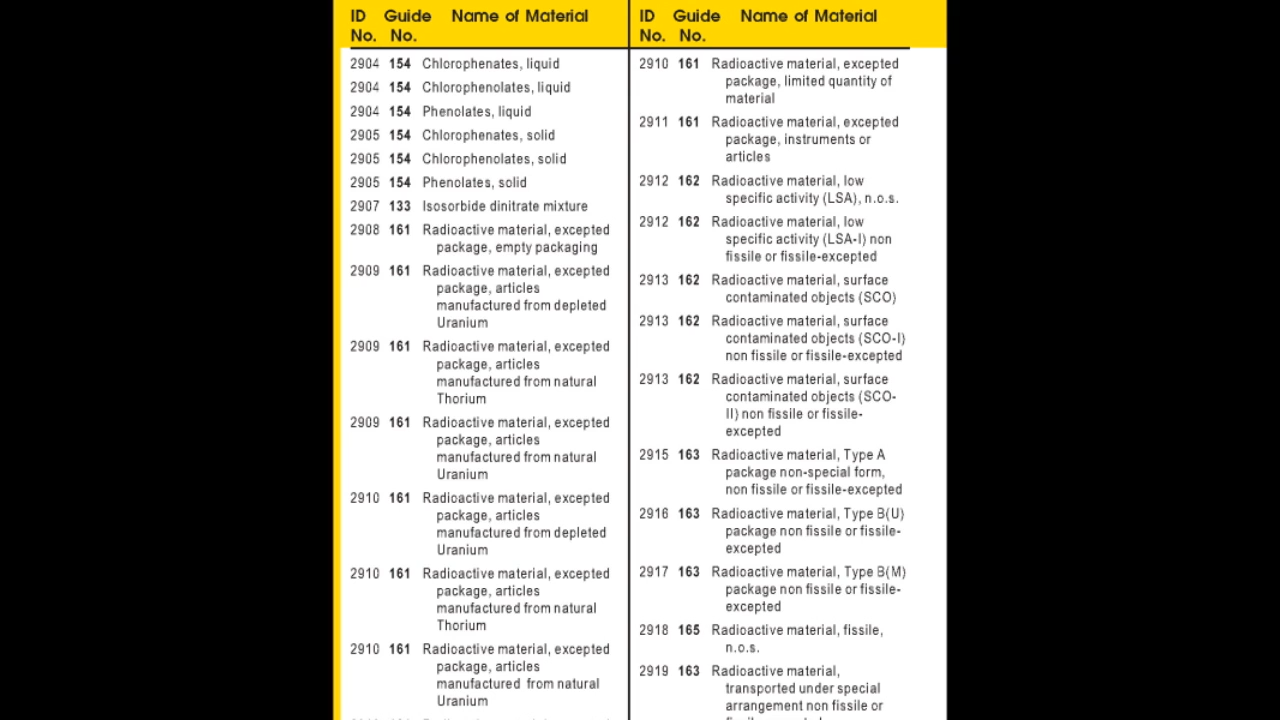 ID Guide Name of Material
No. No.
2904 154 Chlorophenates, liquid
2904 154 Chlorophenolates, liquid
2904 154 Phenolates, liquid
2905 154 Chlorophenates, solid
2905 154 Chlorophenolates, solid
2905 154 Phenolates, solid
2907 133 Isosorbide dinitrate mixture
2908 161 Radioactive material, excepted
package, empty packaging
2909 161 Radioactive material, excepted
package, articles
manufactured from depleted
Uranium
2909 161 Radioactive material, excepted
package, articles
manufactured from natural
Thorium
2909 161 Radioactive material, excepted
package, articles
manufactured from natural
Uranium
2910 161 Radioactive material, excepted
package, articles
manufactured from depleted
Uranium
2910 161 Radioactive material, excepted
package, articles
manufactured from natural
Thorium
2910 161 Radioactive material, excepted
package, articles
manufactured from natural
Uranium
ID Guide Name of Material
No. No.
2910 161 Radioactive material, excepted
package, limited quantity of
material
2911 161 Radioactive material, excepted
package, instruments or
articles
2912 162 Radioactive material, low
specific activity (LSA), n.o.s.
2912 162 Radioactive material, low
specific activity (LSA-I) non
fissile or fissile-excepted
2913 162 Radioactive material, surface
contaminated objects (SCO)
2913 162 Radioactive material, surface
contaminated objects (SCO-I)
non fissile or fissile-excepted
2913 162 Radioactive material, surface
contaminated objects (SCO-
II) non fissile or fissile-
excepted
2915 163 Radioactive material, Type A
package non-special form,
non fissile or fissile-excepted
2916 163 Radioactive material, Type B(U)
package non fissile or fissile-
excepted
2917 163 Radioactive material, Type B(M)
package non fissile or fissile-
excepted
2918 165 Radioactive material, fissile,
n.o.s.
2919 163 Radioactive material,
transported under special
arrangement non fissile or